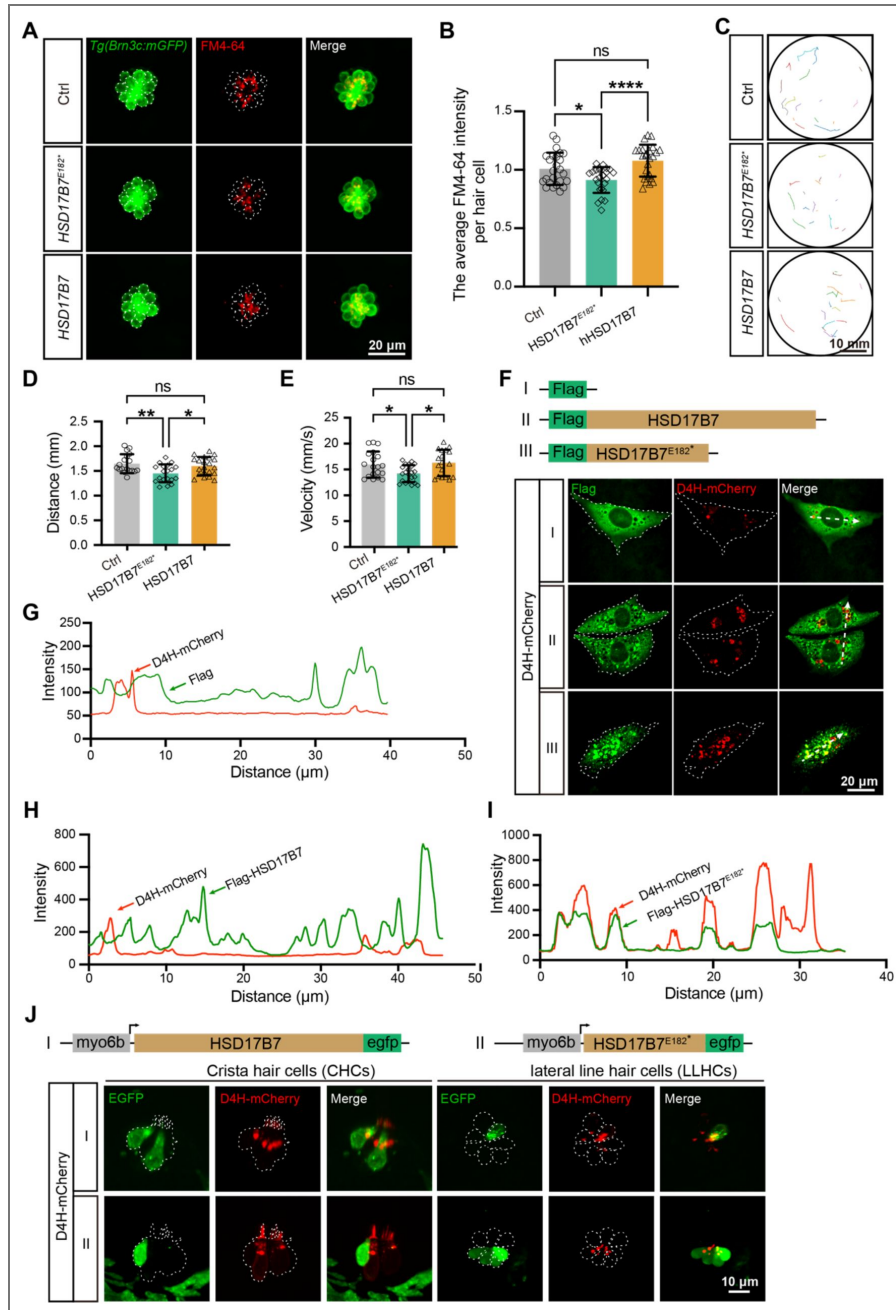 A
Tg(Brn3c:mGFP) FM4-64 Merge
Ctrl
HSD17B7E182*
HSD17B7
20 µm
B
The average FM4-64 intensity
per hair cell
1.5
1.0
0.5
0.0
ns
* ****
Ctrl
HSD17B7E182*
hHSD17B7
C
Ctrl
HSD17B7E182*
HSD17B7
10 mm
D
Distance (mm)
2.5
2.0
1.5
1.0
0.5
0.0
ns
** *
Ctrl
HSD17B7E182*
HSD17B7
E
Velocity (mm/s)
25
20
15
10
5
0
ns
* *
Ctrl
HSD17B7E182*
HSD17B7
F
I Flag
II Flag HSD17B7
III Flag HSD17B7E182*
Flag D4H-mCherry Merge
D4H-mCherry
I
II
III
20 µm
G
Intensity
250
200
150
100
50
0
D4H-mCherry
Flag
0 10 20 30 40 50
Distance (µm)
H
Intensity
800
600
400
200
0
D4H-mCherry
Flag-HSD17B7
0 10 20 30 40 50
Distance (µm)
I
Intensity
1000
800
600
400
200
0
D4H-mCherry
Flag-HSD17B7E182*
0 10 20 30 40
Distance (µm)
J
I myo6b HSD17B7 egfp
II myo6b HSD17B7E182* egfp
Crista hair cells (CHCs) lateral line hair cells (LLHCs)
EGFP D4H-mCherry Merge EGFP D4H-mCherry Merge
D4H-mCherry
I
II
10 µm